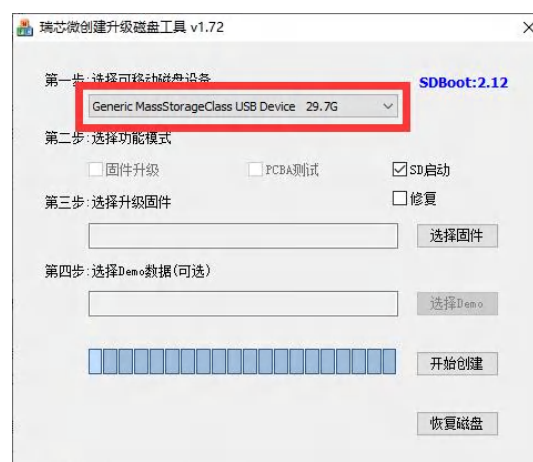 瑞芯微创建升级磁盘工具 v1.72
第一步:选择可移动磁盘设备
SDBoot:2.12
Generic MassStorageClass USB Device 29.7G
第二步:选择功能模式
固件升级
PCBA测试
SD启动
第三步:选择升级固件
修复
选择固件
第四步:选择Demo数据(可选)
选择Demo
开始创建
恢复磁盘